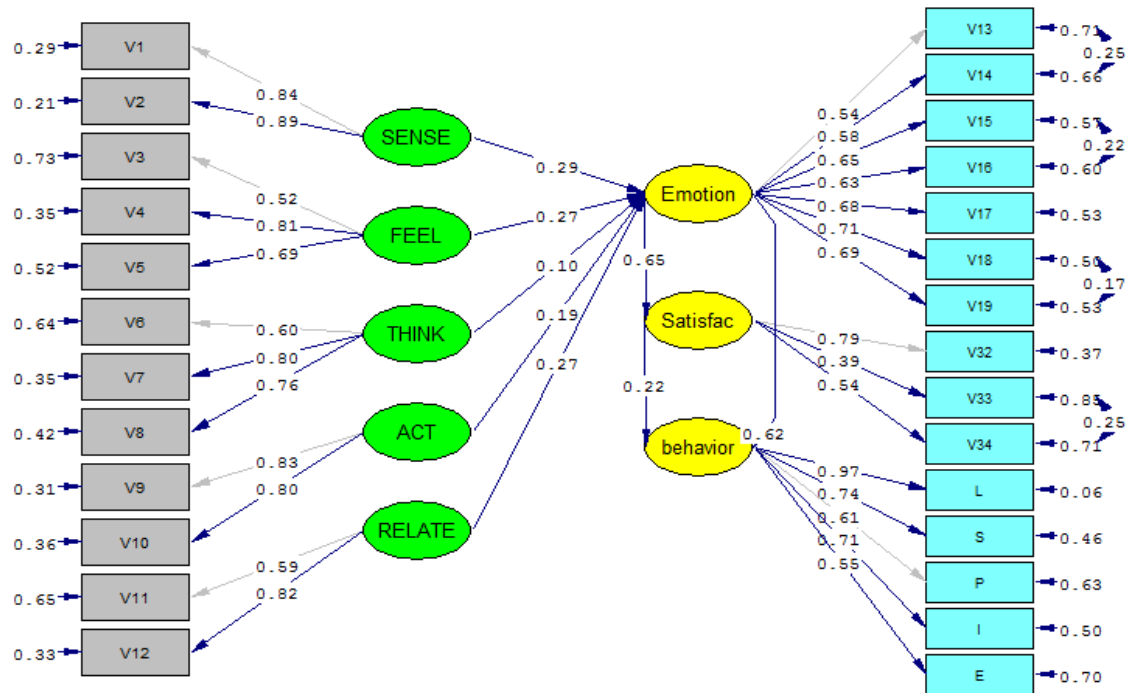 0.29 V1
0.21 V2
0.73 V3
0.35 V4
0.52 V5
0.64 V6
0.35 V7
0.42 V8
0.31 V9
0.36 V10
0.65 V11
0.33 V12
0.84
0.89
0.52
0.81
0.69
0.60
0.80
0.76
0.83
0.80
0.59
0.82
SENSE
FEEL
THINK
ACT
RELATE
0.29
0.27
0.10
0.19
0.27
Emotion
0.65
Satisfac
0.22
behavior
0.62
0.54
0.58
0.65
0.63
0.68
0.71
0.69
0.79
0.39
0.54
0.97
0.74
0.61
0.71
0.55
V13 0.71
0.25
V14 0.66
V15 0.57
0.22
V16 0.60
V17 0.53
V18 0.50
0.17
V19 0.53
V32 0.37
V33 0.85
0.25
V34 0.71
L 0.06
S 0.46
P 0.63
I 0.50
E 0.70